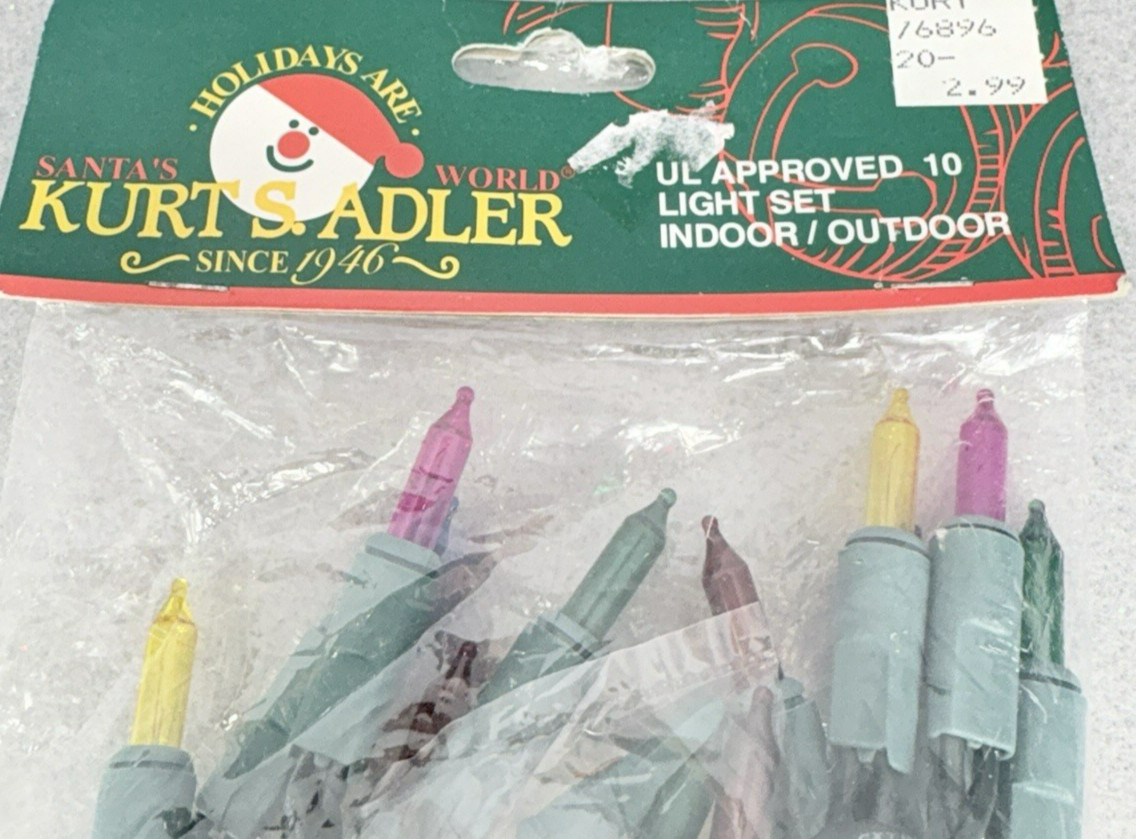 KURT
76896
20-
2.99
·HOLIDAYS ARE·
SANTA'S WORLD®
KURT S. ADLER
SINCE 1946
UL APPROVED 10
LIGHT SET
INDOOR / OUTDOOR